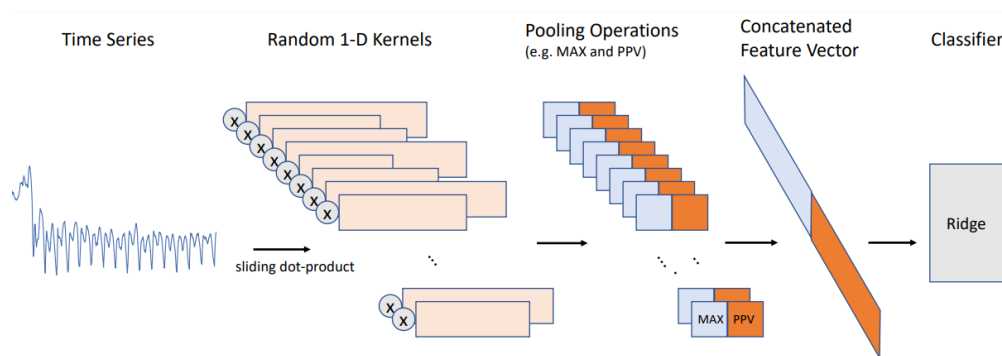 Time Series
Random 1-D Kernels
Pooling Operations
(e.g. MAX and PPV)
Concatenated
Feature Vector
Classifier
X
X
X
X
X
X
X
X
sliding dot-product
...
X
X
... ...
MAX PPV
Ridge